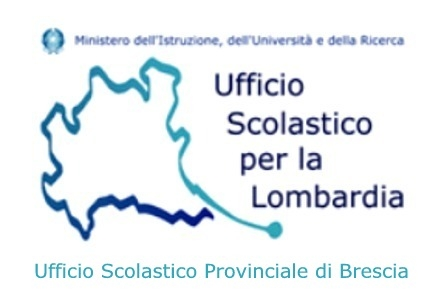 Ministero dell'Istruzione, dell'Università e della Ricerca
Ufficio
Scolastico
per la
Lombardia
Ufficio Scolastico Provinciale di Brescia